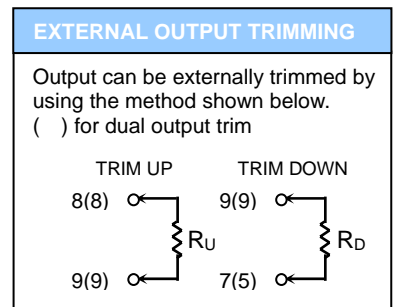 EXTERNAL OUTPUT TRIMMING
Output can be externally trimmed by
using the method shown below.
( ) for dual output trim
TRIM UP TRIM DOWN
8(8) 9(9)
RU RD
9(9) 7(5)